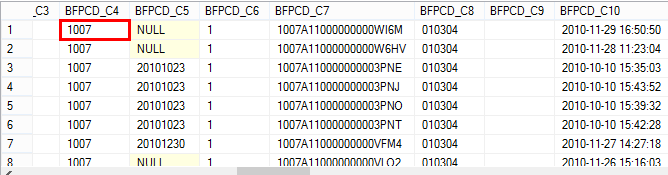 _C3 BFPCD_C4 BFPCD_C5 BFPCD_C6 BFPCD_C7 BFPCD_C8 BFPCD_C9 BFPCD_C10
1 1007 NULL 1 1007A11000000000WI6M 010304 2010-11-29 16:50:50
2 1007 NULL 1 1007A11000000000W6HV 010304 2010-11-28 11:23:04
3 1007 20101023 1 1007A110000000003PNE 010304 2010-10-10 15:35:03
4 1007 20101023 1 1007A110000000003PNJ 010304 2010-10-10 15:43:52
5 1007 20101023 1 1007A110000000003PNO 010304 2010-10-10 15:39:32
6 1007 20101023 1 1007A110000000003PNT 010304 2010-10-10 15:42:28
7 1007 20101230 1 1007A11000000000VFM4 010304 2010-11-27 14:27:18
8 1007 NULL 1 1007A11000000000VLO2 010304 2010-11-26 15:16:03